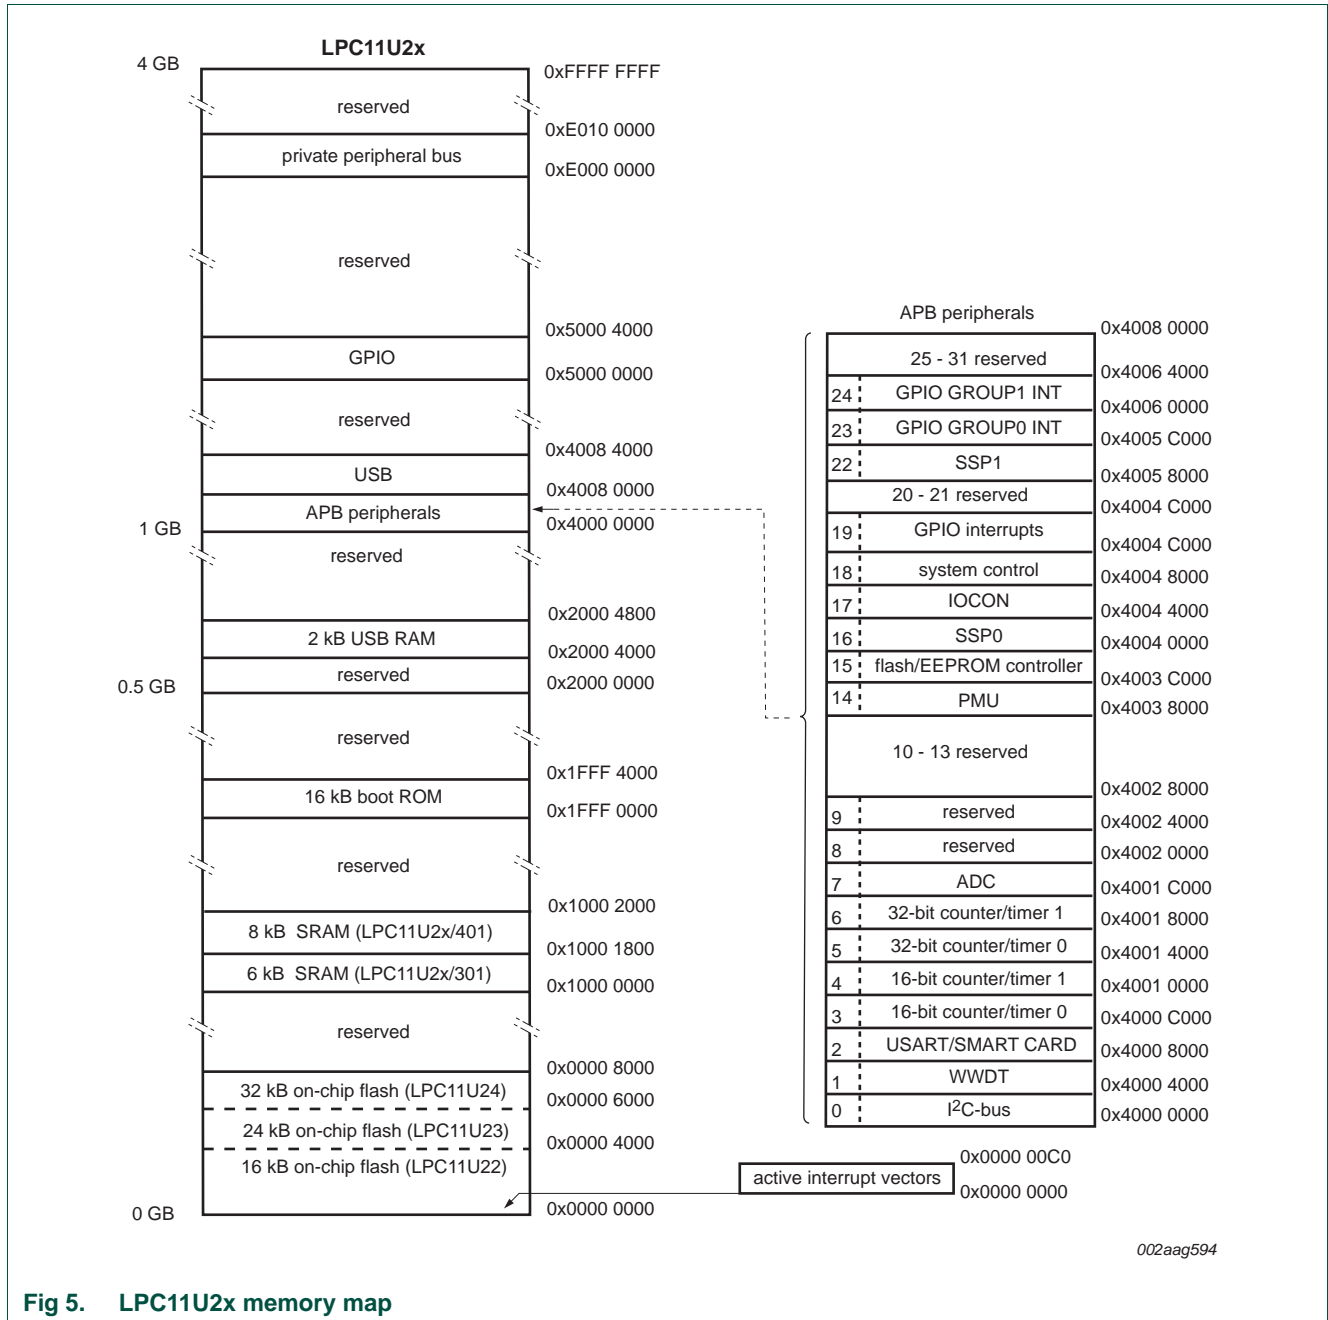 LPC11U2x
4 GB
0xFFFF FFFF
reserved
0xE010 0000
private peripheral bus
0xE000 0000
reserved
0x5000 4000
GPIO
0x5000 0000
reserved
0x4008 4000
USB
0x4008 0000
APB peripherals
1 GB
0x4000 0000
reserved
0x2000 4800
2 kB USB RAM
0x2000 4000
reserved
0.5 GB
0x2000 0000
reserved
0x1FFF 4000
16 kB boot ROM
0x1FFF 0000
reserved
0x1000 2000
8 kB SRAM (LPC11U2x/401)
0x1000 1800
6 kB SRAM (LPC11U2x/301)
0x1000 0000
reserved
0x0000 8000
32 kB on-chip flash (LPC11U24)
0x0000 6000
24 kB on-chip flash (LPC11U23)
0x0000 4000
16 kB on-chip flash (LPC11U22)
0 GB
0x0000 0000
APB peripherals
0x4008 0000
25 - 31 reserved
0x4006 4000
24 GPIO GROUP1 INT
0x4006 0000
23 GPIO GROUP0 INT
0x4005 C000
22 SSP1
0x4005 8000
20 - 21 reserved
0x4004 C000
19 GPIO interrupts
0x4004 C000
18 system control
0x4004 8000
17 IOCON
0x4004 4000
16 SSP0
0x4004 0000
15 flash/EEPROM controller
0x4003 C000
14 PMU
0x4003 8000
10 - 13 reserved
0x4002 8000
9 reserved
0x4002 4000
8 reserved
0x4002 0000
7 ADC
0x4001 C000
6 32-bit counter/timer 1
0x4001 8000
5 32-bit counter/timer 0
0x4001 4000
4 16-bit counter/timer 1
0x4001 0000
3 16-bit counter/timer 0
0x4000 C000
2 USART/SMART CARD
0x4000 8000
1 WWDT
0x4000 4000
0 I2C-bus
0x4000 0000
0x0000 00C0
active interrupt vectors
0x0000 0000
002aag594
Fig 5. LPC11U2x memory map